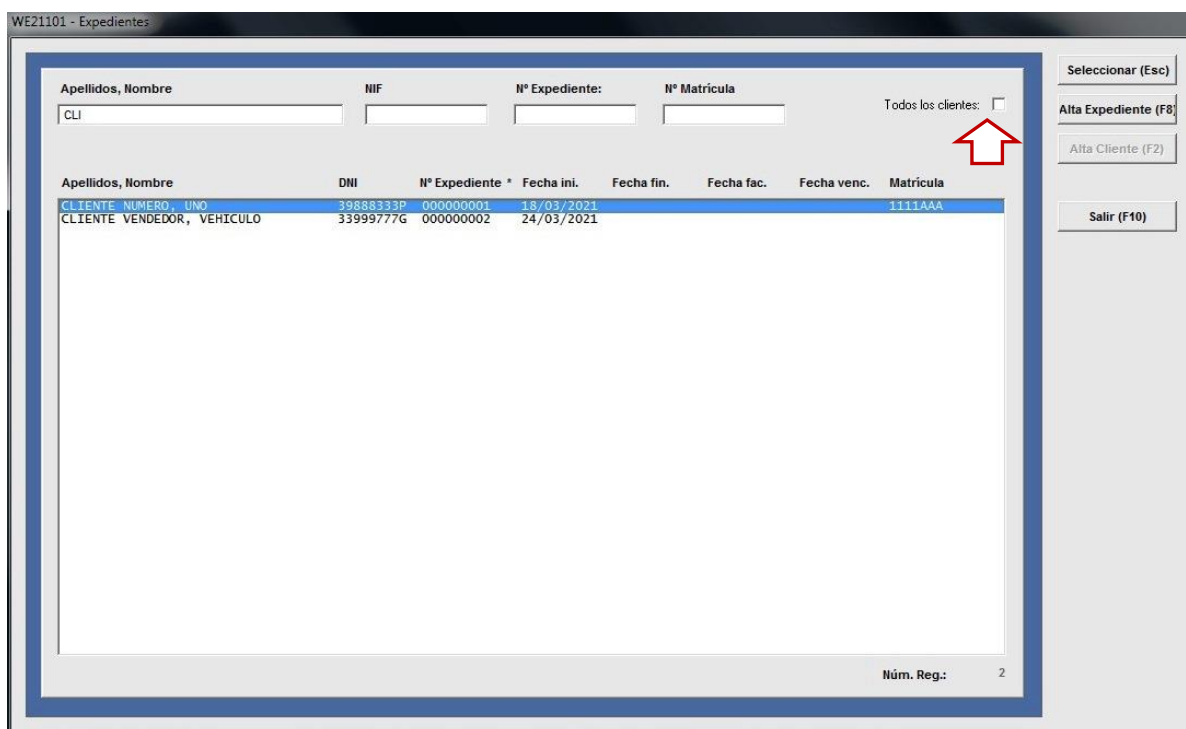 WE21101 - Expedientes
Seleccionar (Esc)
Apellidos, Nombre NIF Nº Expediente: Nº Matrícula
CLI Todos los clientes: Alta Expediente (F8)
Alta Cliente (F2)
Apellidos, Nombre DNI Nº Expediente * Fecha ini. Fecha fin. Fecha fac. Fecha venc. Matrícula
CLIENTE NUMERO, UNO 39888333P 000000001 18/03/2021 1111AAA
CLIENTE VENDEDOR, VEHICULO 33999777G 000000002 24/03/2021
Salir (F10)
Núm. Reg.: 2